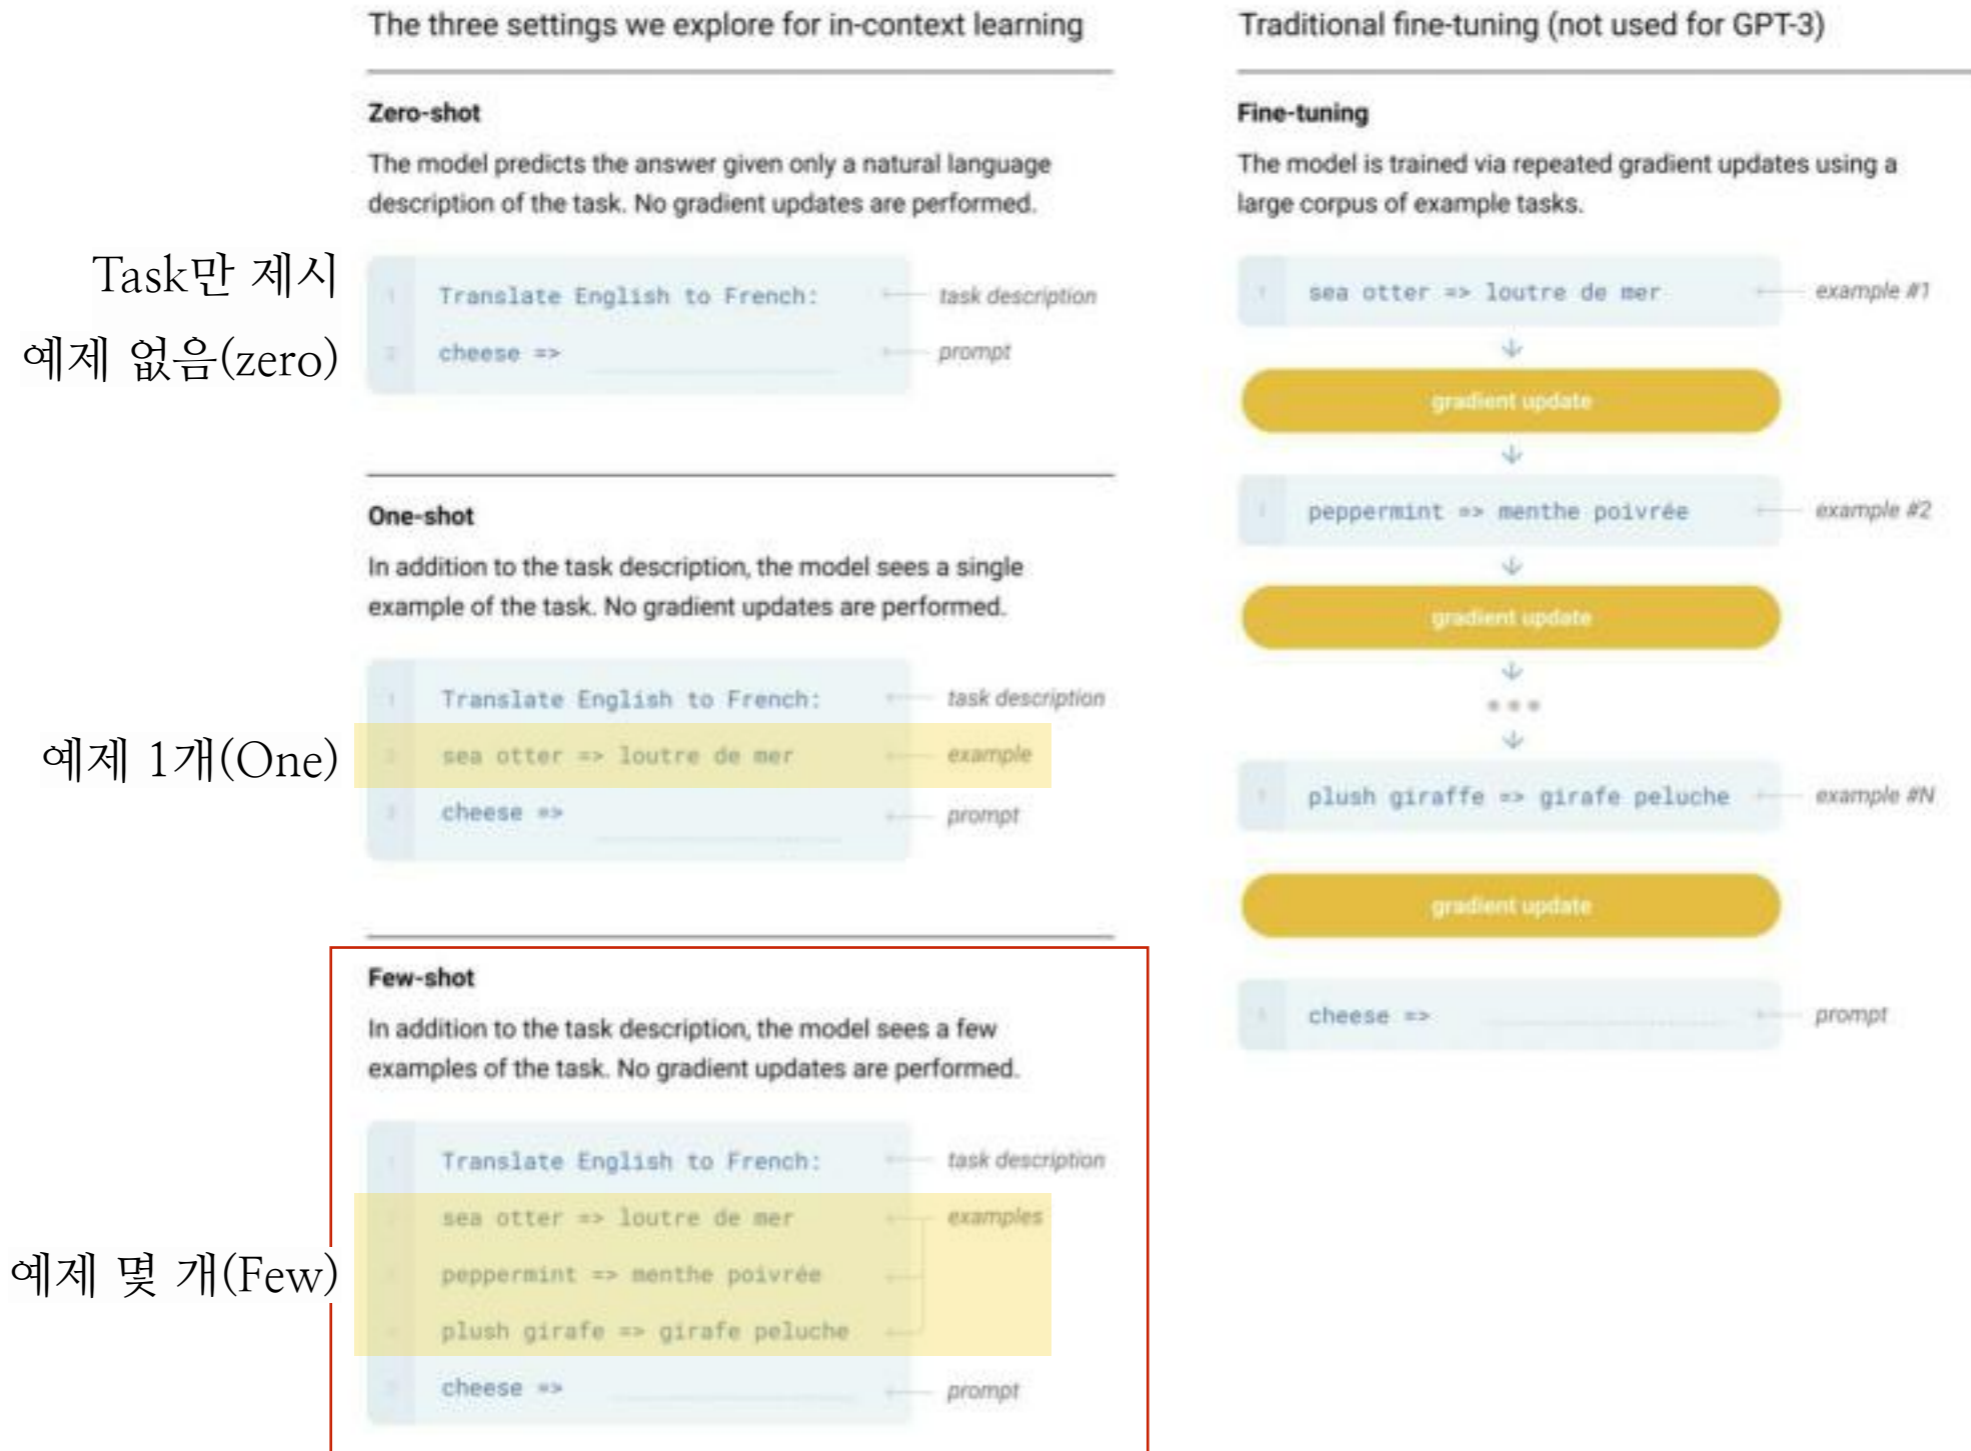 The three settings we explore for in-context learning
Zero-shot
The model predicts the answer given only a natural language
description of the task. No gradient updates are performed.
Task만 제시
예제 없음(zero)
1 Translate English to French: task description
2 cheese => prompt
One-shot
In addition to the task description, the model sees a single
example of the task. No gradient updates are performed.
예제 1개(One)
1 Translate English to French: task description
2 sea otter => loutre de mer example
3 cheese => prompt
Few-shot
In addition to the task description, the model sees a few
examples of the task. No gradient updates are performed.
예제 몇 개(Few)
Translate English to French: task description
sea otter => loutre de mer examples
peppermint => menthe poivrée
plush girafe => girafe peluche
cheese => prompt
Traditional fine-tuning (not used for GPT-3)
Fine-tuning
The model is trained via repeated gradient updates using a
large corpus of example tasks.
1 sea otter => loutre de mer example #1
gradient update
1 peppermint => menthe poivrée example #2
gradient update
1 plush giraffe => girafe peluche example #N
gradient update
1 cheese => prompt